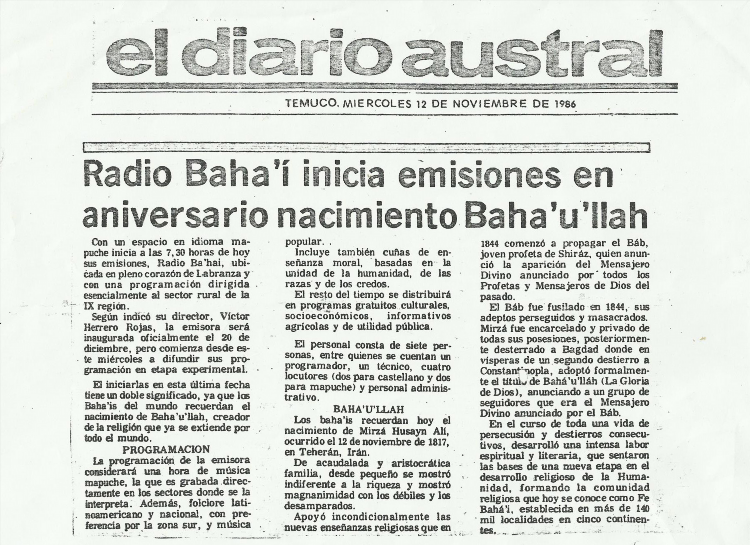 el diario austral
TEMUCO. MIERCOLES 12 DE NOVIEMBRE DE 1986
Radio Baha'í inicia emisiones en
aniversario nacimiento Baha'u'llah
Con un espacio en idioma ma-
puche inicia a las 7,30 horas de hoy
sus emisiones, Radio Ba'hai, ubi-
cada en pleno corazón de Labranza y
con una programación dirigida
esencialmente al sector rural de la
IX región.
Según indicó su director, Víctor
Herrero Rojas, la emisora será
inaugurada oficialmente el 20 de
diciembre, pero comienza desde es-
te miércoles a difundir sus pro-
gramación en etapa experimental.
El iniciarlas en esta última fecha
tiene un doble significado, ya que los
Baha'is del mundo recuerdan el
nacimiento de Baha'u'llah, creador
de la religión que ya se extiende por
todo el mundo.
PROGRAMACION
La programación de la emisora
considerará una hora de música
mapuche, la que es grabada direc-
tamente en los sectores donde se la
interpreta. Además, folclore lati-
noamericano y nacional, con pre-
ferencia por la zona sur, y música
popular.
Incluye también cuñas de en-
señanza moral, basadas en la
unidad de la humanidad, de las
razas y de los credos.
El resto del tiempo se distribuirá
en programas gratuitos culturales,
socioeconómicos, informativos
agrícolas y de utilidad pública.
El personal consta de siete per-
sonas, entre quienes se cuentan un
programador, un técnico, cuatro
locutores (dos para castellano y dos
para mapuche) y personal adminis-
trativo.
BAHA'U'LLAH
Los baha'is recuerdan hoy el
nacimiento de Mirzá Husayn Alí,
ocurrido el 12 de noviembre de 1817,
en Teherán, Irán.
De acaudalada y aristocrática
familia, desde pequeño se mostró
indiferente a la riqueza y mostró
magnanimidad con los débiles y los
desamparados.
Apoyó incondicionalmente las
nuevas enseñanzas religiosas que en
1844 comenzó a propagar el Báb,
joven profeta de Shiráz, quien anun-
ció la aparición del Mensajero
Divino anunciado por todos los
Profetas y Mensajeros de Dios del
pasado.
El Báb fue fusilado en 1844, sus
adeptos perseguidos y masacrados.
Mirzá fue encarcelado y privado de
todas sus posesiones, posteriormen-
te desterrado a Bagdad donde en
vísperas de un segundo destierro a
Constantinopla, adoptó formalmente
el título de Bahá'u'lláh (La Gloria
de Dios), anunciando a un grupo de
seguidores que era el Mensajero
Divino anunciado por el Báb.
En el curso de toda una vida de
persecución y destierros consecu-
tivos, desarrolló una intensa labor
espiritual y literaria, que sentaron
las bases de una nueva etapa en el
desarrollo religioso de la Huma-
nidad, formando la comunidad
religiosa que hoy se conoce como Fe
Bahá'í, establecida en más de 140
mil localidades en cinco continen-
tes.